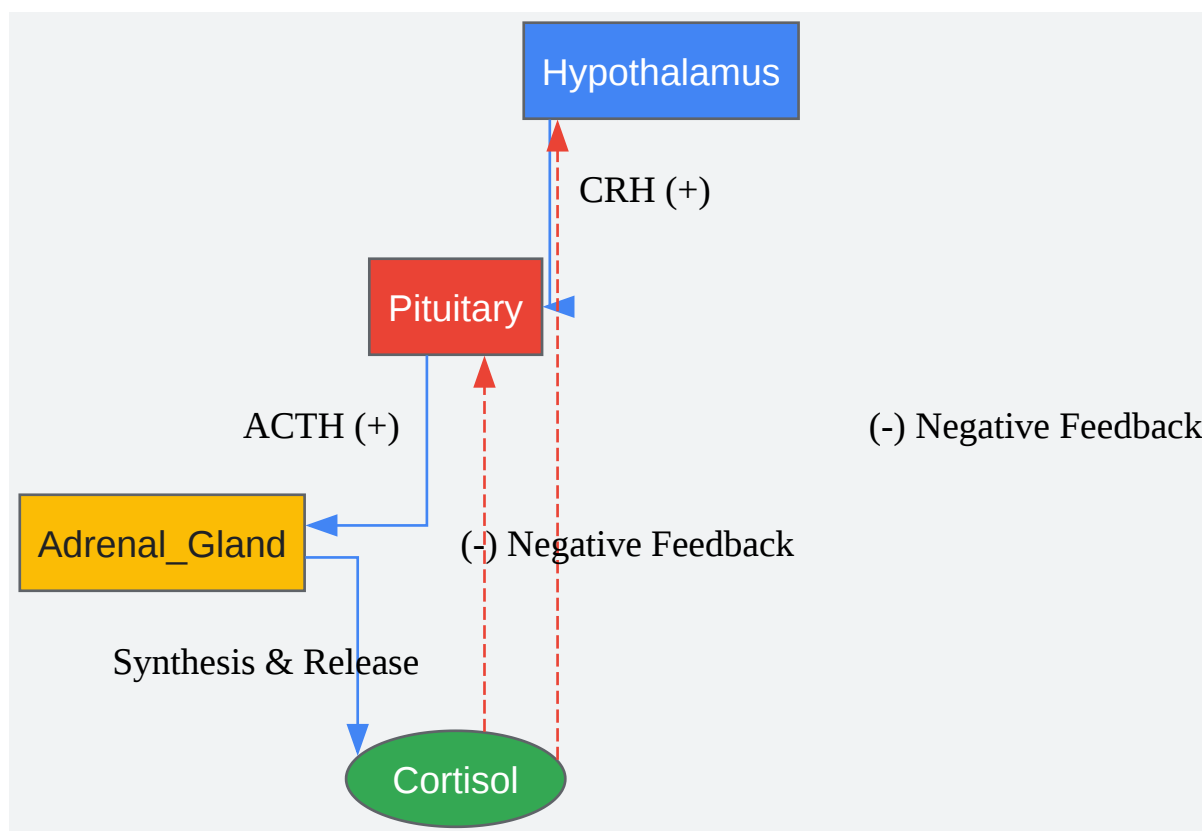 Hypothalamus
CRH (+)
Pituitary
ACTH (+)
(-) Negative Feedback
Adrenal_Gland
(-) Negative Feedback
Synthesis & Release
Cortisol